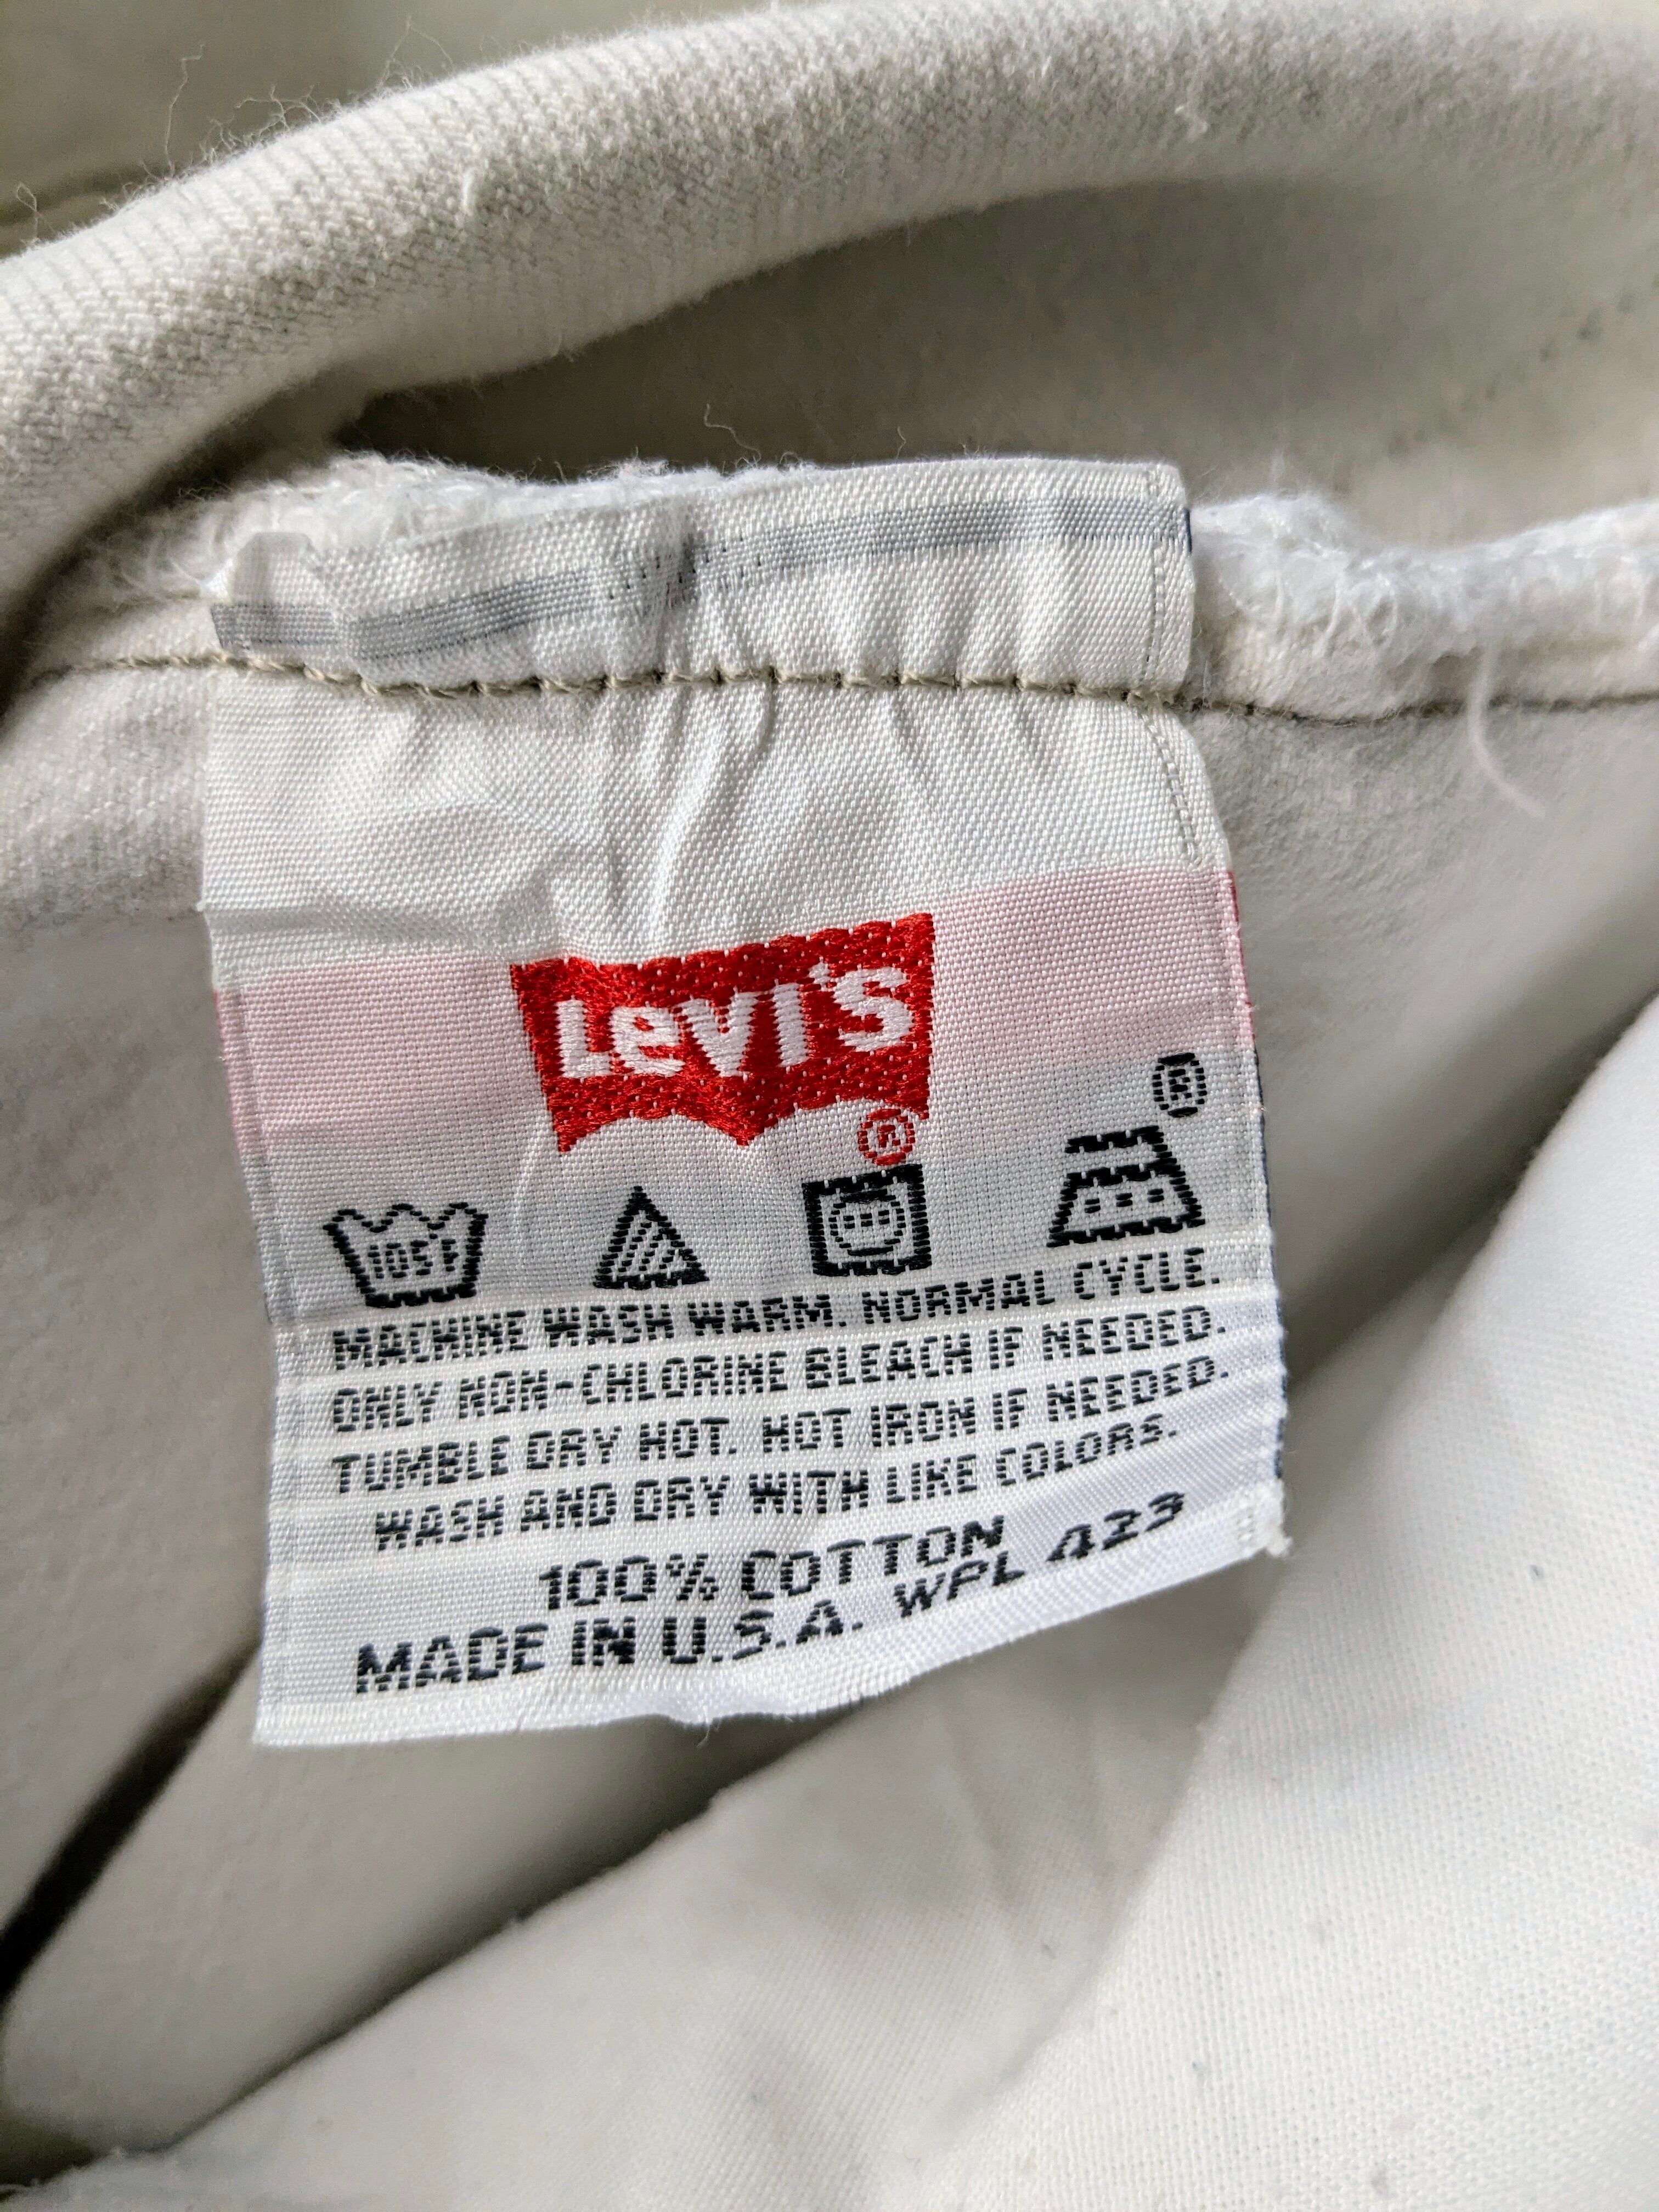 Levi's
®
®
105F
MACHINE WASH WARM. NORMAL CYCLE.
ONLY NON-CHLORINE BLEACH IF NEEDED.
TUMBLE DRY HOT. HOT IRON IF NEEDED.
WASH AND DRY WITH LIKE COLORS.
100% COTTON
MADE IN U.S.A. WPL 423